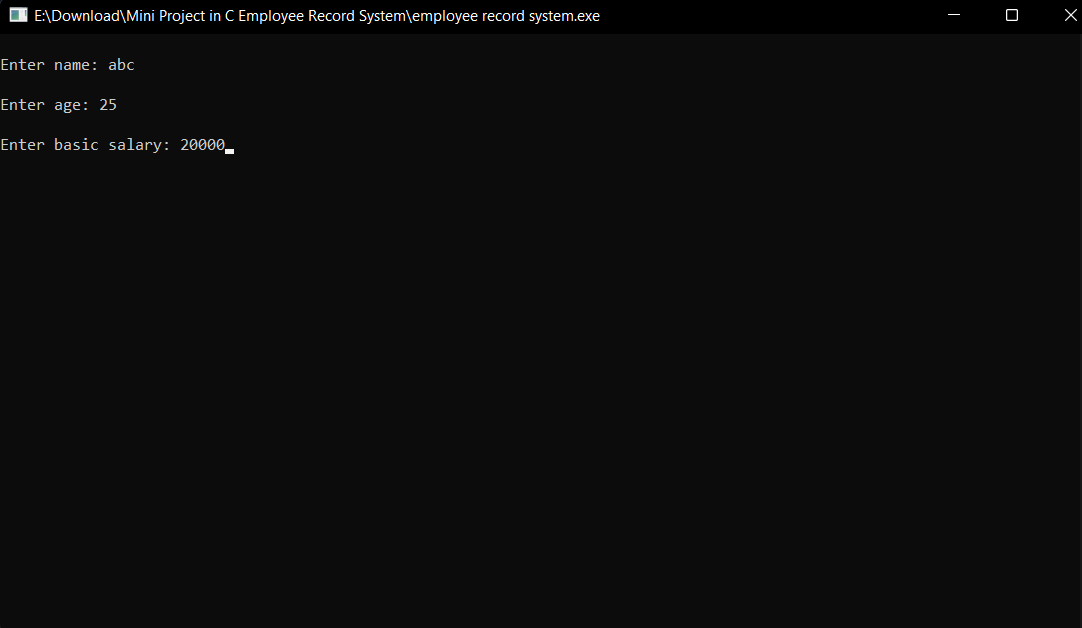 E:\Download\Mini Project in C Employee Record System\employee record system.exe
Enter name: abc
Enter age: 25
Enter basic salary: 20000